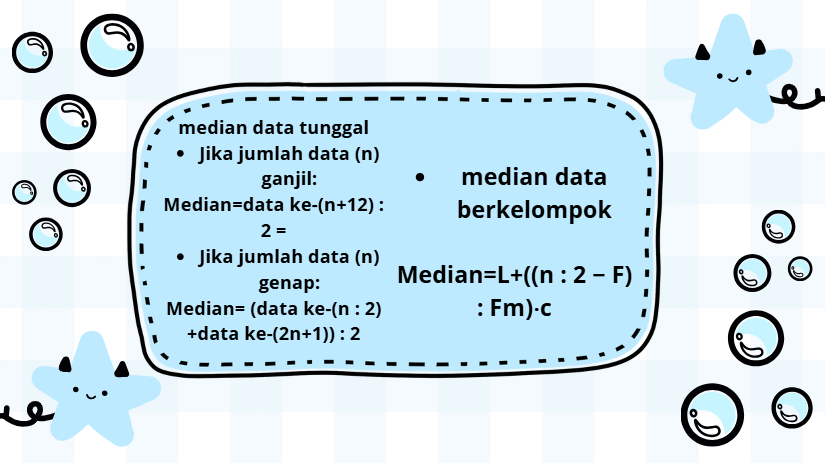 median data tunggal
• Jika jumlah data (n)
ganjil:
Median=data ke-(n+12) :
2 =
• Jika jumlah data (n)
genap:
Median= (data ke-(n : 2)
+data ke-(2n+1)) : 2
• median data
berkelompok
Median=L+((n : 2 − F)
: Fm)⋅c